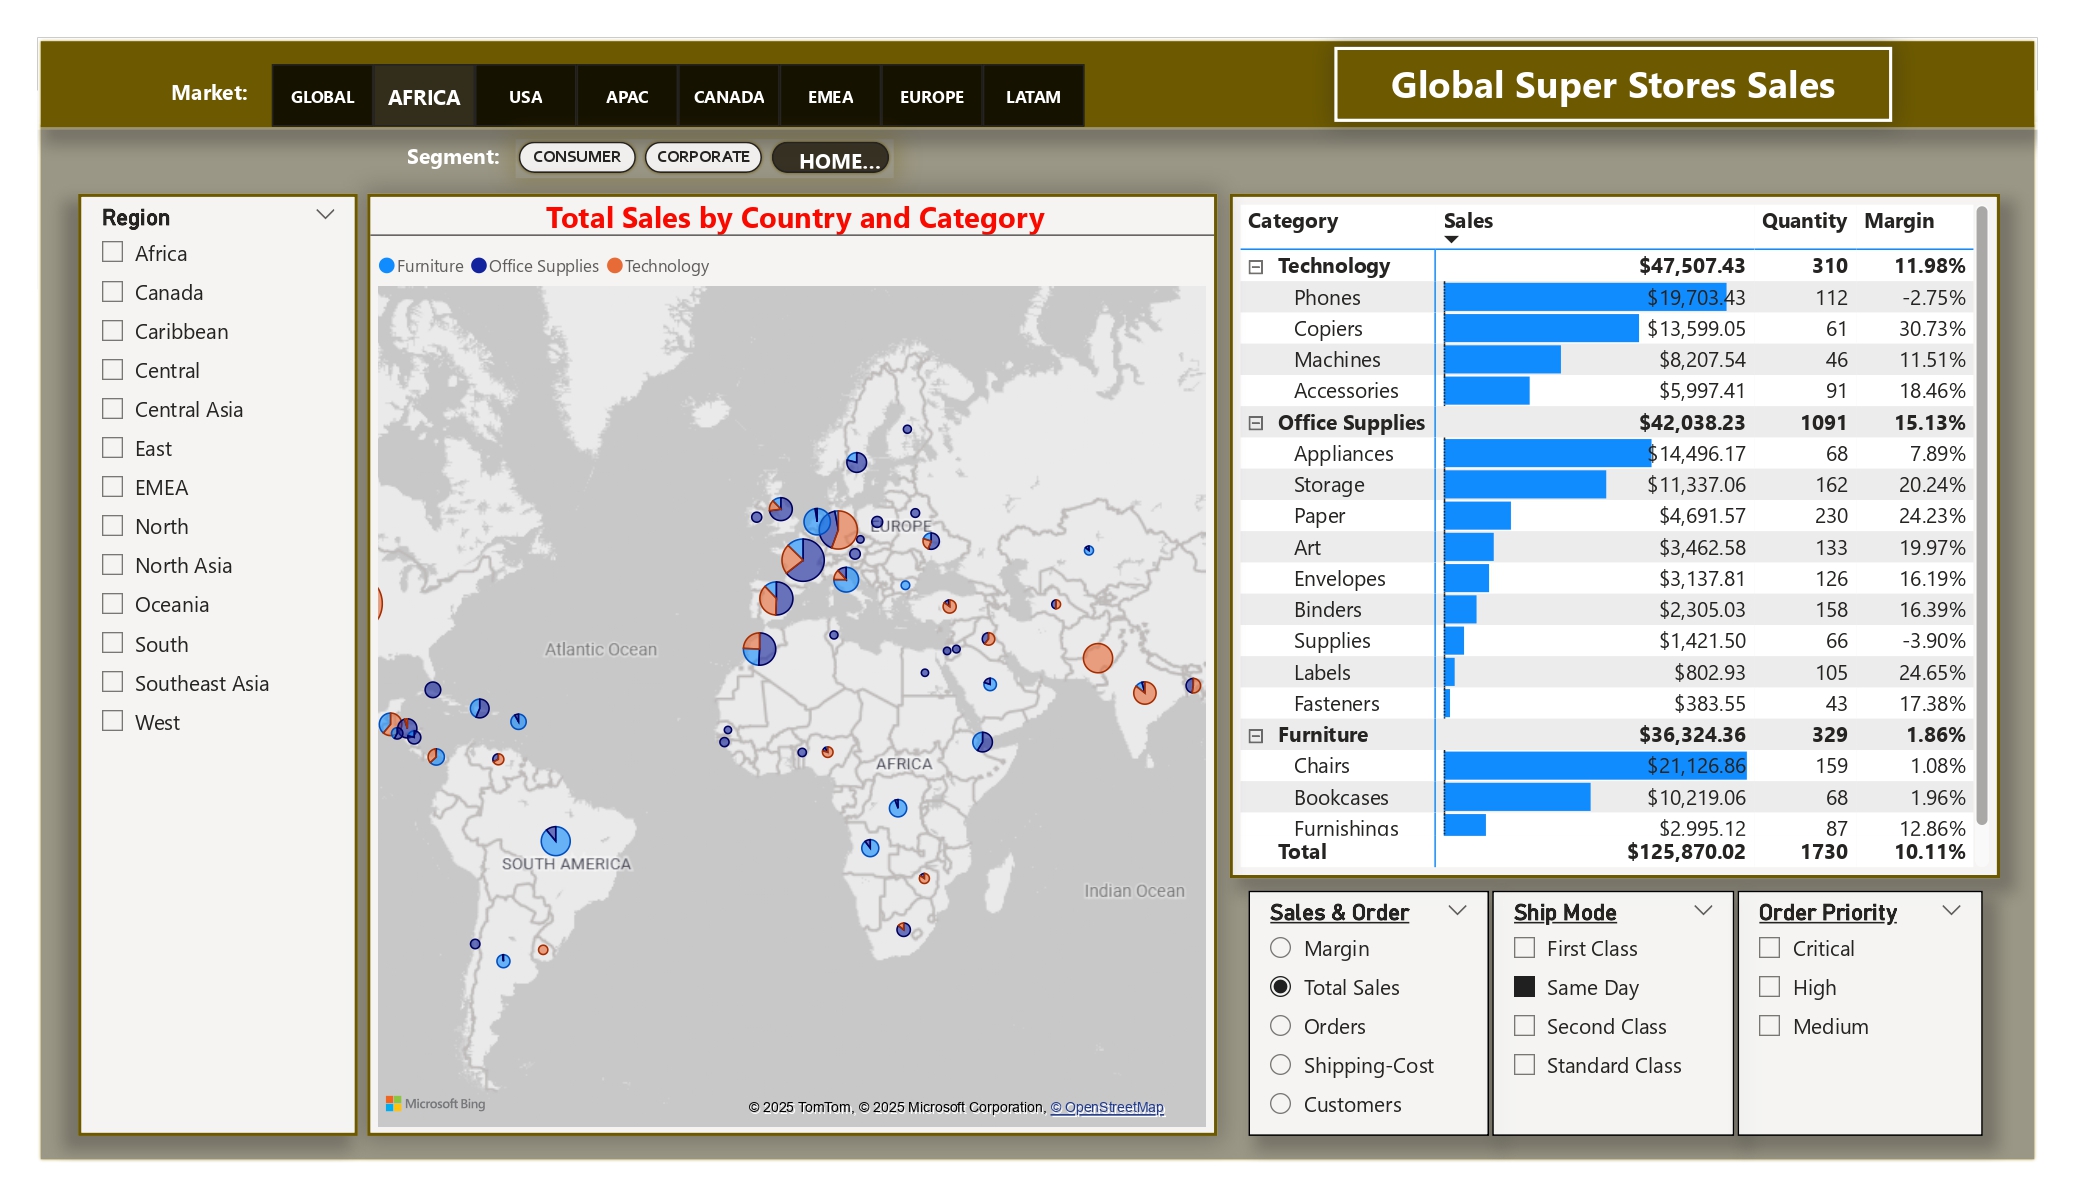 Market: GLOBAL AFRICA USA APAC CANADA EMEA EUROPE LATAM
Global Super Stores Sales
Segment: CONSUMER CORPORATE HOME...
Region
Africa
Canada
Caribbean
Central
Central Asia
East
EMEA
North
North Asia
Oceania
South
Southeast Asia
West
Total Sales by Country and Category
Furniture Office Supplies Technology
EUROPE
Atlantic Ocean
AFRICA
SOUTH AMERICA
Indian Ocean
Microsoft Bing
© 2025 TomTom, © 2025 Microsoft Corporation, © OpenStreetMap
Category Sales Quantity Margin
Technology $47,507.43 310 11.98%
Phones $19,703.43 112 -2.75%
Copiers $13,599.05 61 30.73%
Machines $8,207.54 46 11.51%
Accessories $5,997.41 91 18.46%
Office Supplies $42,038.23 1091 15.13%
Appliances $14,496.17 68 7.89%
Storage $11,337.06 162 20.24%
Paper $4,691.57 230 24.23%
Art $3,462.58 133 19.97%
Envelopes $3,137.81 126 16.19%
Binders $2,305.03 158 16.39%
Supplies $1,421.50 66 -3.90%
Labels $802.93 105 24.65%
Fasteners $383.55 43 17.38%
Furniture $36,324.36 329 1.86%
Chairs $21,126.86 159 1.08%
Bookcases $10,219.06 68 1.96%
Furnishings $2,995.12 87 12.86%
Total $125,870.02 1730 10.11%
Sales & Order
Margin
Total Sales
Orders
Shipping-Cost
Customers
Ship Mode
First Class
Same Day
Second Class
Standard Class
Order Priority
Critical
High
Medium